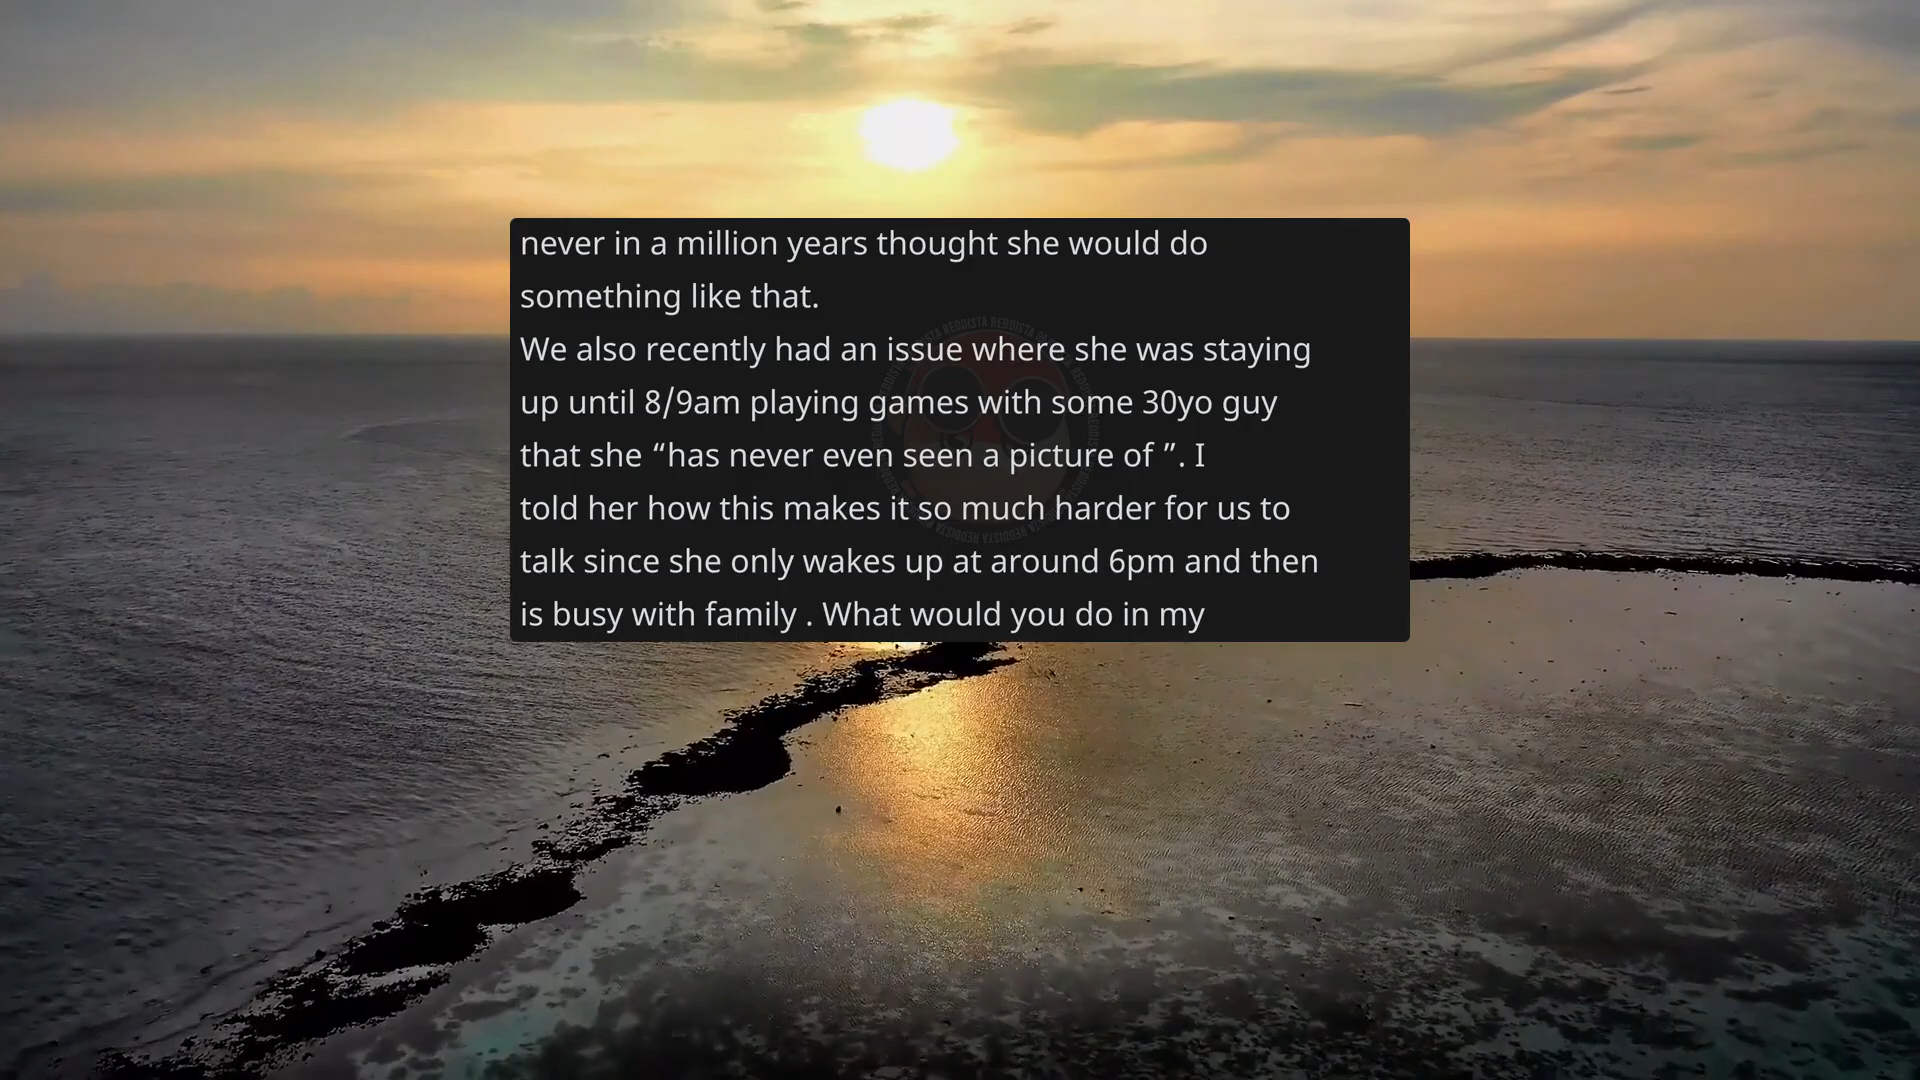 never in a million years thought she would do
something like that.
We also recently had an issue where she was staying
up until 8/9am playing games with some 30yo guy
that she “has never even seen a picture of ”. I
told her how this makes it so much harder for us to
talk since she only wakes up at around 6pm and then
is busy with family . What would you do in my
REDDISTA REDDISTA REDDISTA